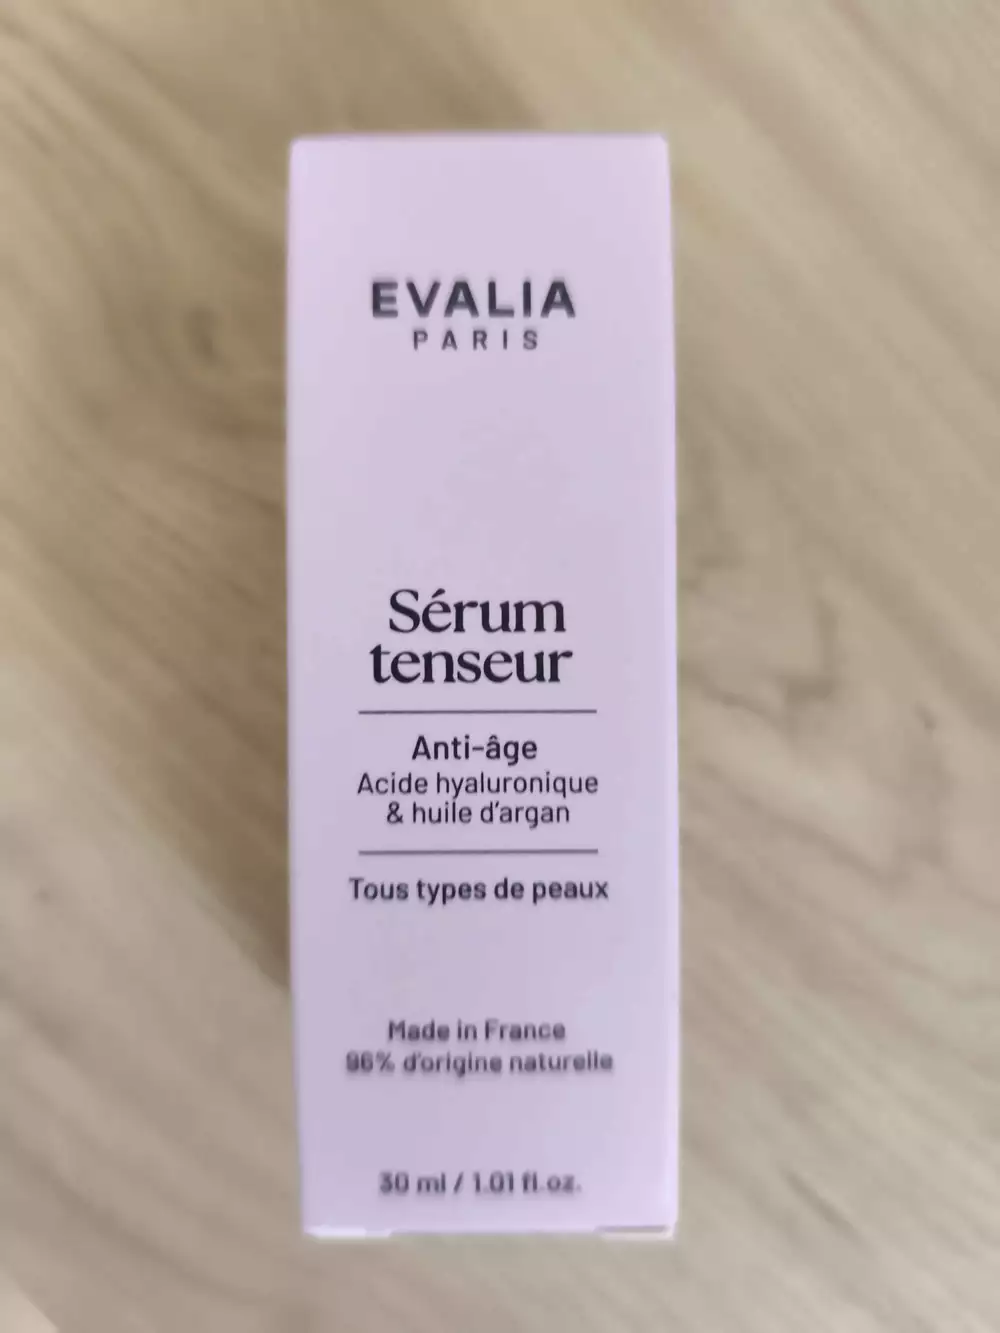 EVALIA
PARIS
Sérum
tenseur
Anti-âge
Acide hyaluronique
& huile d'argan
Tous types de peaux
Made in France
96% d'origine naturelle
30 ml / 1.01 fl.oz.